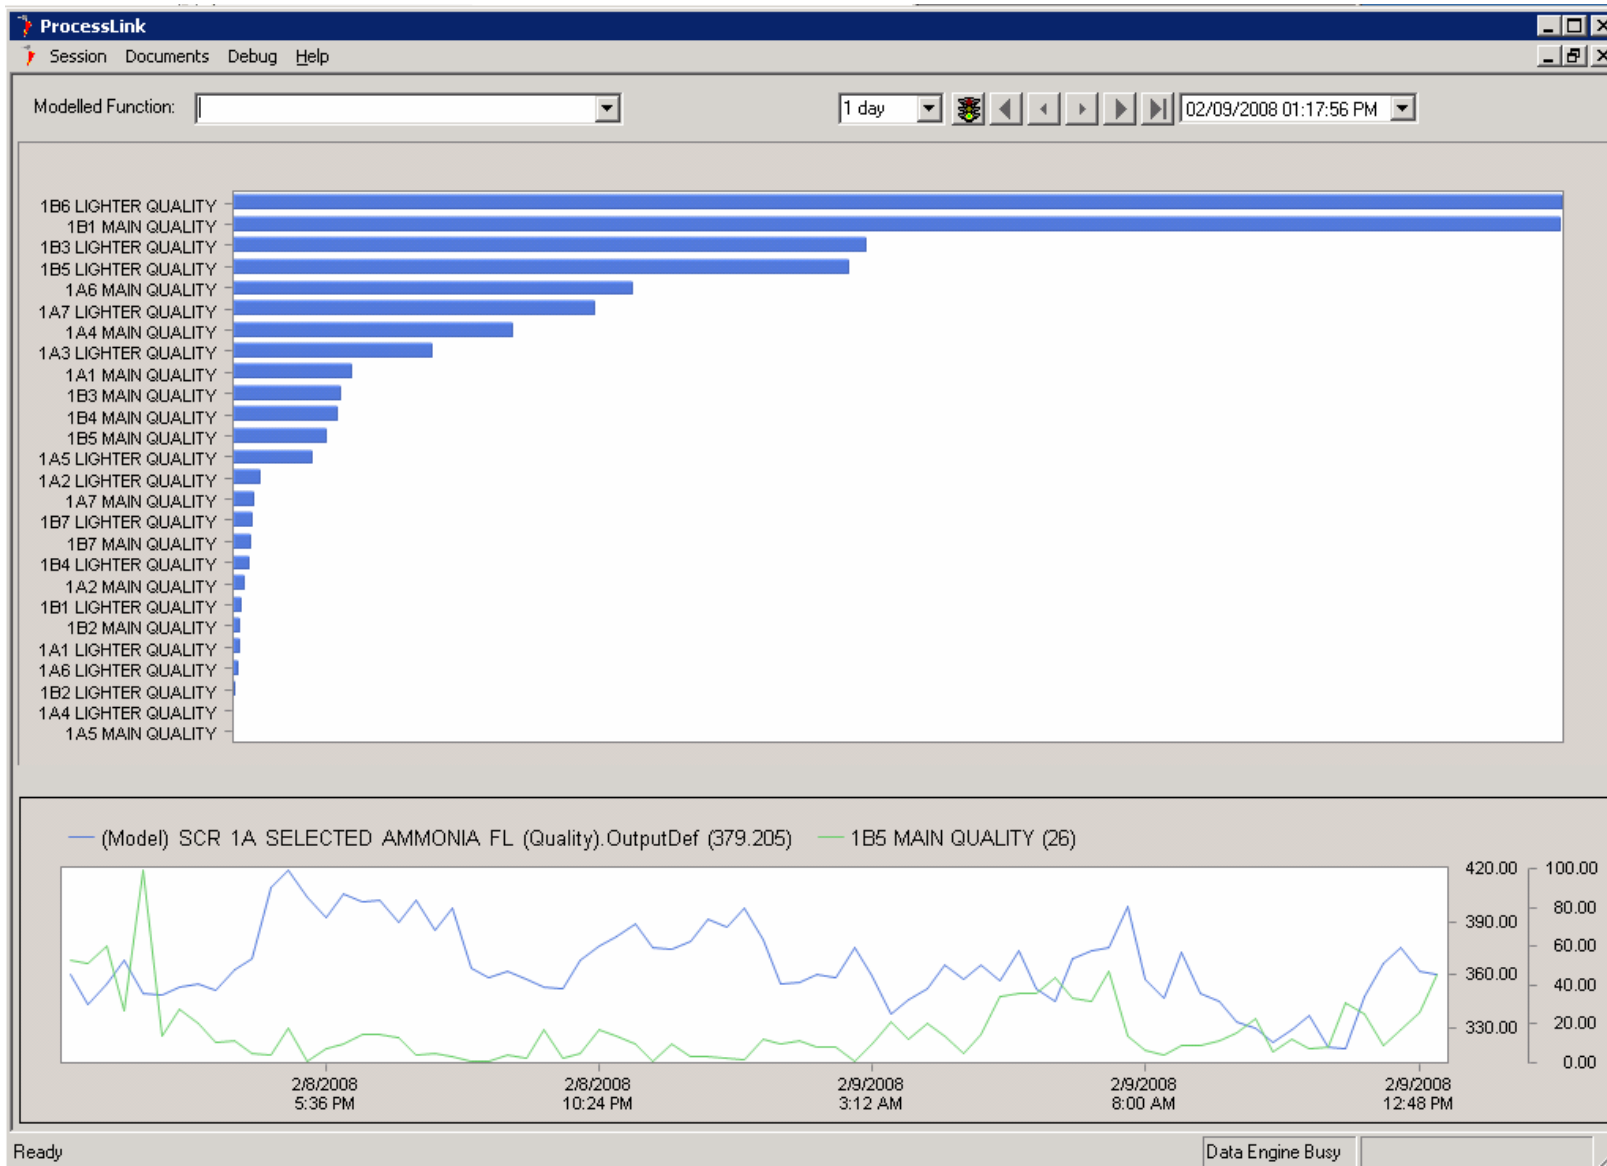 ProcessLink
Session Documents Debug Help
Modelled Function: 1 day 02/09/2008 01:17:56 PM
1B6 LIGHTER QUALITY
1B1 MAIN QUALITY
1B3 LIGHTER QUALITY
1B5 LIGHTER QUALITY
1A6 MAIN QUALITY
1A7 LIGHTER QUALITY
1A4 MAIN QUALITY
1A3 LIGHTER QUALITY
1A1 MAIN QUALITY
1B3 MAIN QUALITY
1B4 MAIN QUALITY
1B5 MAIN QUALITY
1A5 LIGHTER QUALITY
1A2 LIGHTER QUALITY
1A7 MAIN QUALITY
1B7 LIGHTER QUALITY
1B7 MAIN QUALITY
1B4 LIGHTER QUALITY
1A2 MAIN QUALITY
1B1 LIGHTER QUALITY
1B2 MAIN QUALITY
1A1 LIGHTER QUALITY
1A6 LIGHTER QUALITY
1B2 LIGHTER QUALITY
1A4 LIGHTER QUALITY
1A5 MAIN QUALITY
(Model) SCR 1A SELECTED AMMONIA FL (Quality).OutputDef (379.205) 1B5 MAIN QUALITY (26)
420.00 100.00
80.00
390.00
60.00
360.00
40.00
330.00 20.00
0.00
2/8/2008 2/8/2008 2/9/2008 2/9/2008 2/9/2008
5:36 PM 10:24 PM 3:12 AM 8:00 AM 12:48 PM
Ready Data Engine Busy